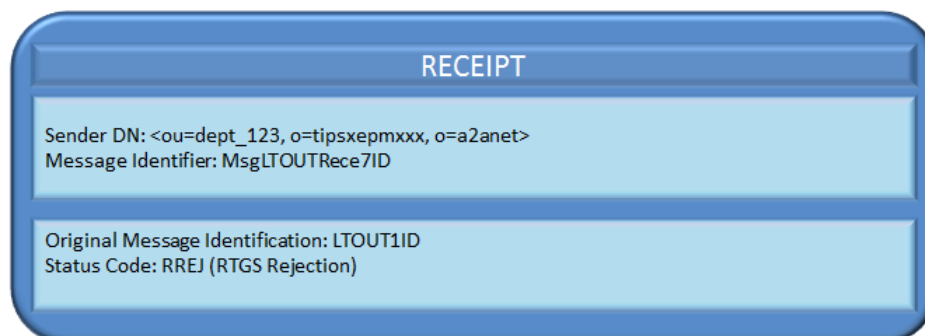 RECEIPT
Sender DN: <ou=dept_123, o=tipsxepmxxx, o=a2anet>
Message Identifier: MsgLTOUTRece7ID
Original Message Identification: LTOUT1ID
Status Code: RREJ (RTGS Rejection)